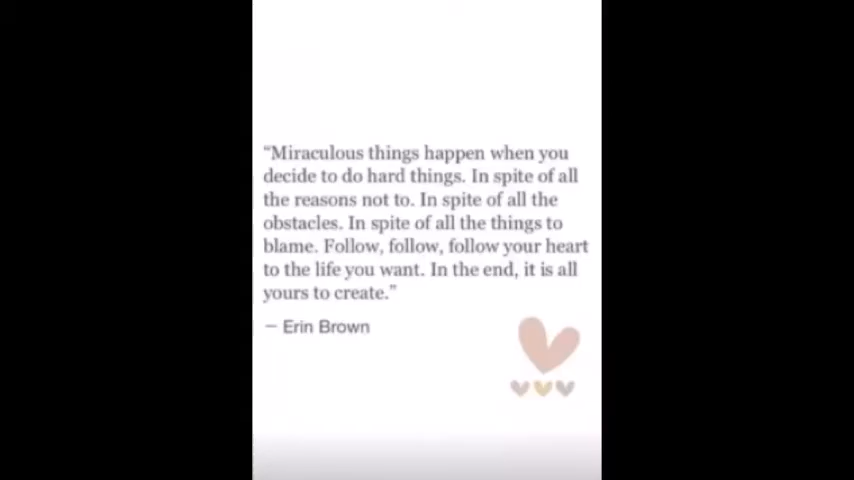 “Miraculous things happen when you
decide to do hard things. In spite of all
the reasons not to. In spite of all the
obstacles. In spite of all the things to
blame. Follow, follow, follow your heart
to the life you want. In the end, it is all
yours to create.”
— Erin Brown